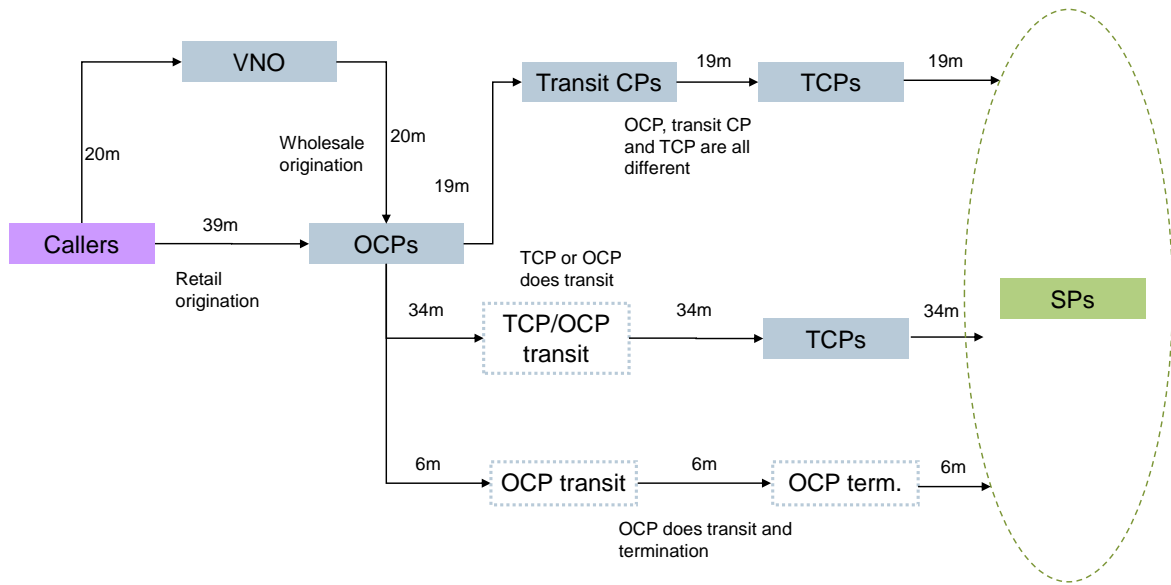 VNO
20m
Wholesale
origination
20m
Transit CPs
19m
TCPs
19m
OCP, transit CP
and TCP are all
different
19m
Callers
39m
Retail
origination
OCPs
TCP or OCP
does transit
34m
TCP/OCP
transit
34m
TCPs
34m
SPs
6m
OCP transit
6m
OCP term.
6m
OCP does transit and
termination